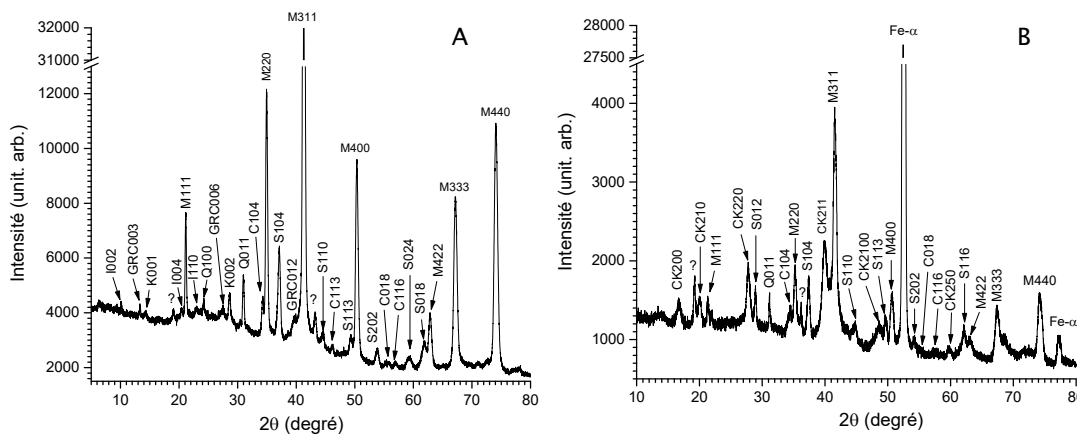 A
Intensité (unit. arb.)
32000
31000
10000
8000
6000
4000
2000
I002
GRC003
K001
?
I004
M111
I110
Q100
GRC006
K002
Q011
C104
M220
S104
GRC012
M311
?
S110
C113
S1113
M400
S202
C018
C116
S024
S018
M422
M333
M440
10 20 30 40 50 60 70 80
2θ (degré)
B
Intensité (unit. arb.)
28000
27500
4000
3000
2000
1000
CK200
?
CK210
M111
CK220
S012
Q011
C104
M220
?
S104
CK211
M311
S110
CK2100
S113
M400
Fe-α
S202
C018
C116
CK250
S116
M422
M333
M440
Fe-α
10 20 30 40 50 60 70 80
2θ (degré)